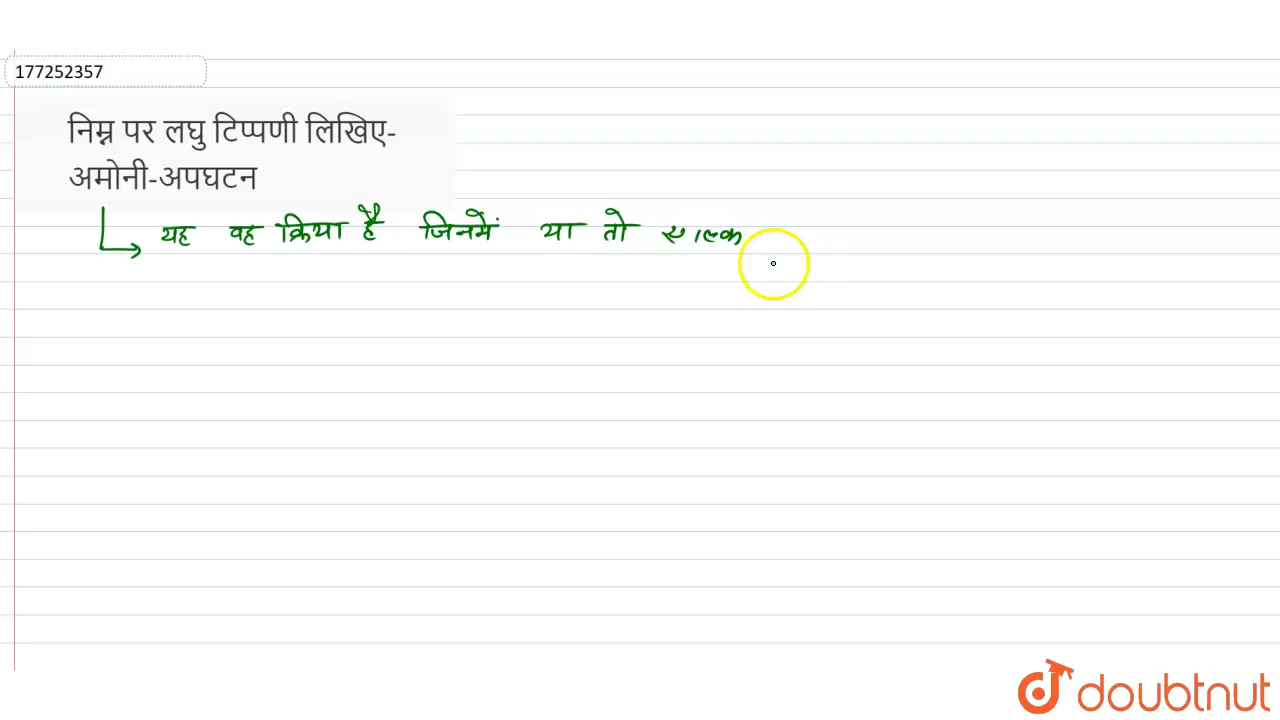 177252357
निम्न पर लघु टिप्पणी लिखिए-
अमोनी-अपघटन
यह वह क्रिया है जिनमें या तो
doubtnut